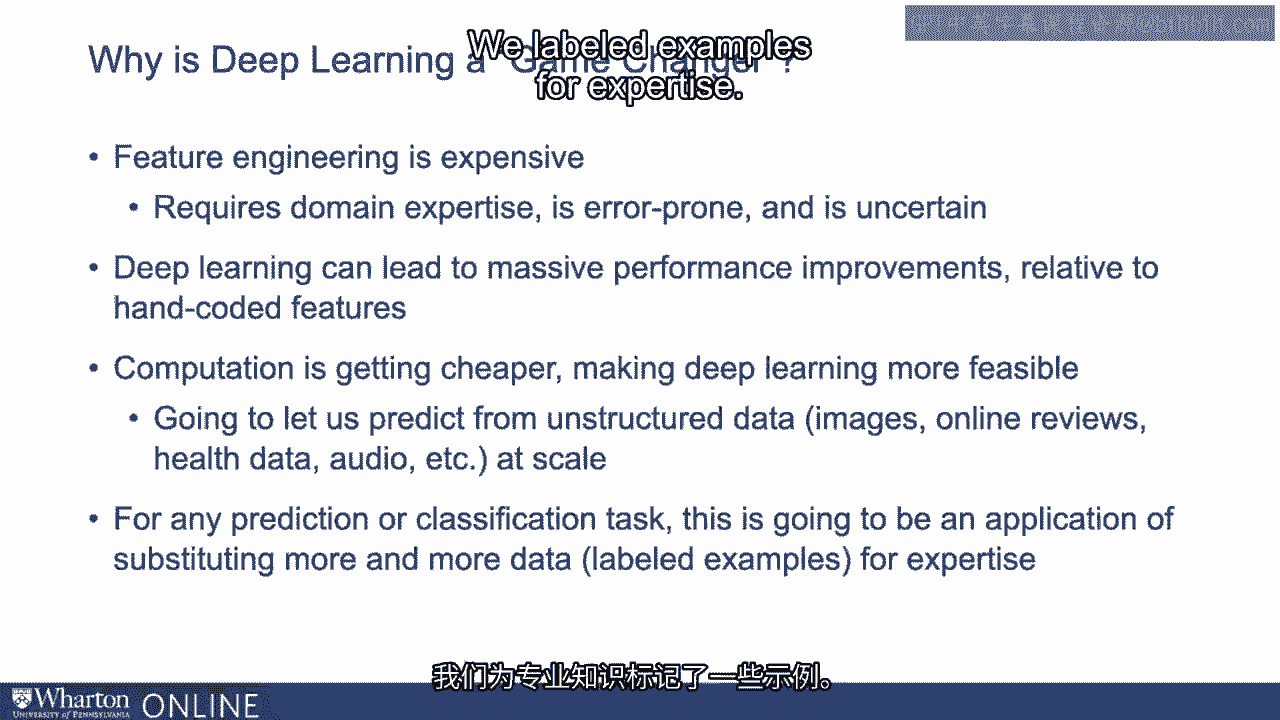 We labeled examples
for expertise.
Why is Deep Learning a "Game Changer"?
• Feature engineering is expensive
• Requires domain expertise, is error-prone, and is uncertain
• Deep learning can lead to massive performance improvements, relative to
hand-coded features
• Computation is getting cheaper, making deep learning more feasible
• Going to let us predict from unstructured data (images, online reviews,
health data, audio, etc.) at scale
• For any prediction or classification task, this is going to be an application of
substituting more and more data (labeled examples) for expertise
我们为专业知识标记了一些示例。
Wharton
UNIVERSITY of PENNSYLVANIA
ONLINE